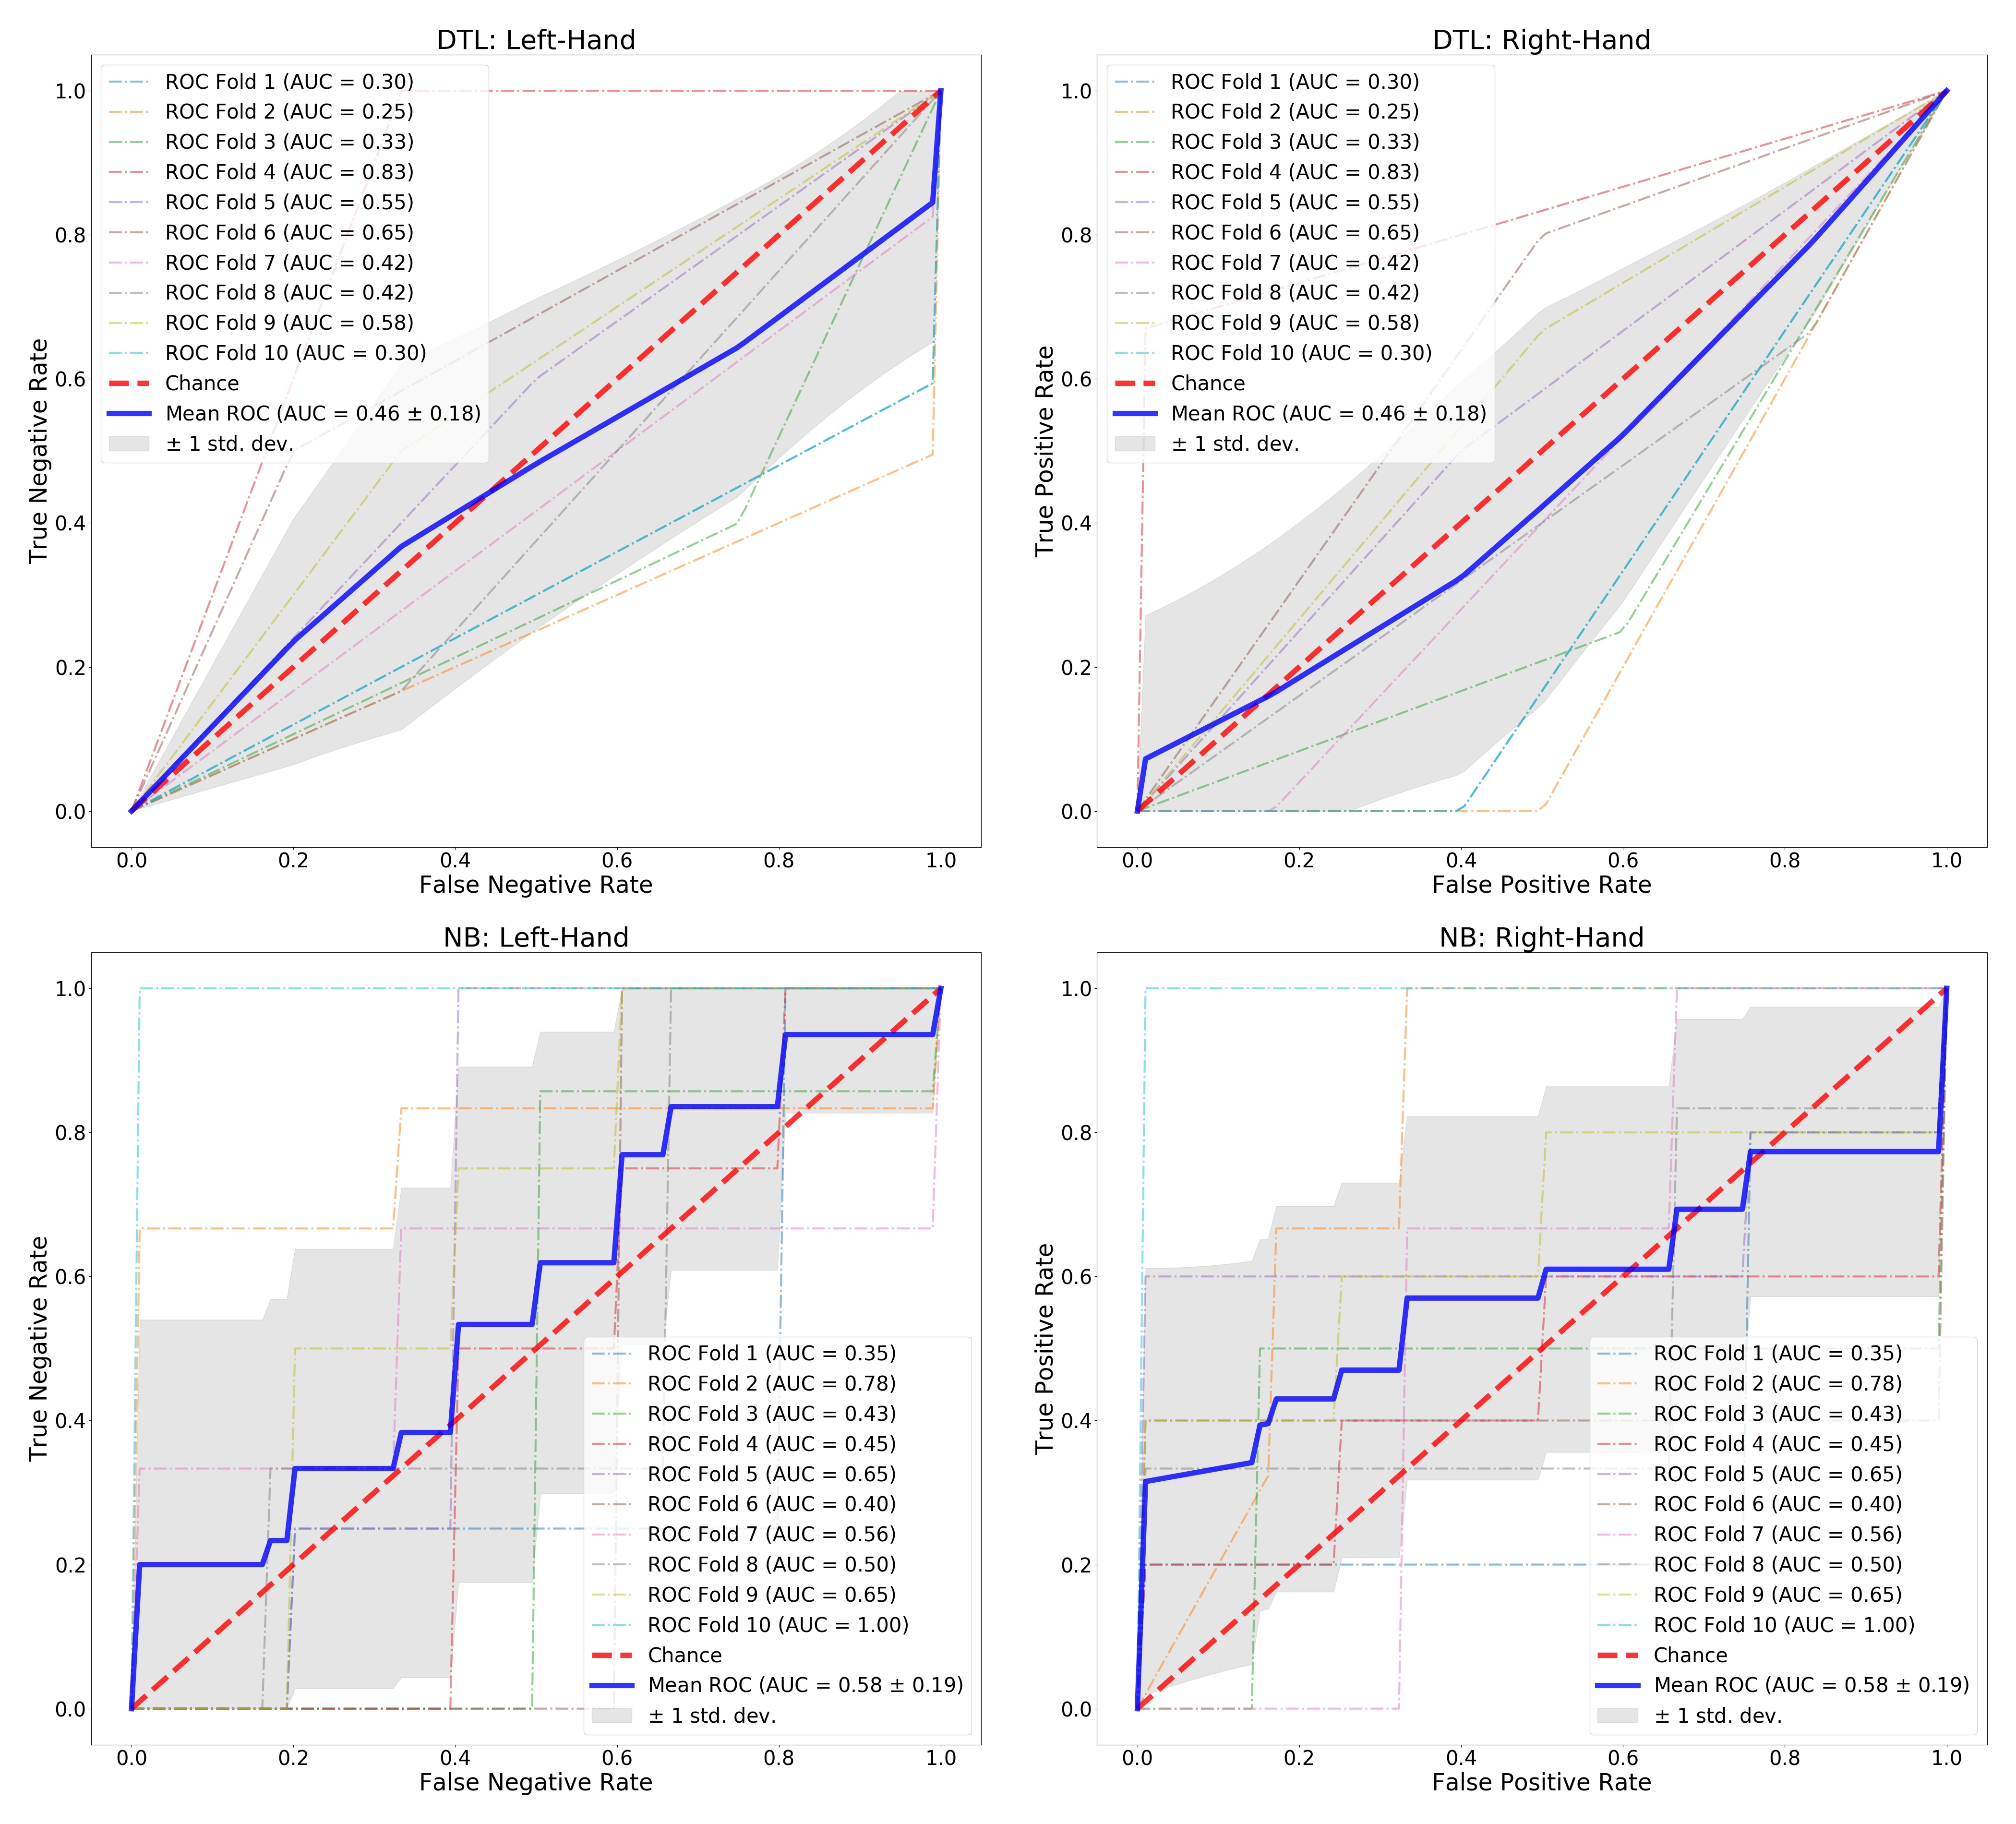 DTL: Left-Hand
ROC Fold 1 (AUC = 0.30)
ROC Fold 2 (AUC = 0.25)
ROC Fold 3 (AUC = 0.33)
ROC Fold 4 (AUC = 0.83)
ROC Fold 5 (AUC = 0.55)
ROC Fold 6 (AUC = 0.65)
ROC Fold 7 (AUC = 0.42)
ROC Fold 8 (AUC = 0.42)
ROC Fold 9 (AUC = 0.58)
ROC Fold 10 (AUC = 0.30)
Chance
Mean ROC (AUC = 0.46 ± 0.18)
± 1 std. dev.
True Negative Rate
1.0
0.8
0.6
0.4
0.2
0.0
0.0 0.2 0.4 0.6 0.8 1.0
False Negative Rate
DTL: Right-Hand
ROC Fold 1 (AUC = 0.30)
ROC Fold 2 (AUC = 0.25)
ROC Fold 3 (AUC = 0.33)
ROC Fold 4 (AUC = 0.83)
ROC Fold 5 (AUC = 0.55)
ROC Fold 6 (AUC = 0.65)
ROC Fold 7 (AUC = 0.42)
ROC Fold 8 (AUC = 0.42)
ROC Fold 9 (AUC = 0.58)
ROC Fold 10 (AUC = 0.30)
Chance
Mean ROC (AUC = 0.46 ± 0.18)
± 1 std. dev.
True Positive Rate
1.0
0.8
0.6
0.4
0.2
0.0
0.0 0.2 0.4 0.6 0.8 1.0
False Positive Rate
NB: Left-Hand
True Negative Rate
1.0
0.8
0.6
0.4
0.2
0.0
ROC Fold 1 (AUC = 0.35)
ROC Fold 2 (AUC = 0.78)
ROC Fold 3 (AUC = 0.43)
ROC Fold 4 (AUC = 0.45)
ROC Fold 5 (AUC = 0.65)
ROC Fold 6 (AUC = 0.40)
ROC Fold 7 (AUC = 0.56)
ROC Fold 8 (AUC = 0.50)
ROC Fold 9 (AUC = 0.65)
ROC Fold 10 (AUC = 1.00)
Chance
Mean ROC (AUC = 0.58 ± 0.19)
± 1 std. dev.
0.0 0.2 0.4 0.6 0.8 1.0
False Negative Rate
NB: Right-Hand
True Positive Rate
1.0
0.8
0.6
0.4
0.2
0.0
ROC Fold 1 (AUC = 0.35)
ROC Fold 2 (AUC = 0.78)
ROC Fold 3 (AUC = 0.43)
ROC Fold 4 (AUC = 0.45)
ROC Fold 5 (AUC = 0.65)
ROC Fold 6 (AUC = 0.40)
ROC Fold 7 (AUC = 0.56)
ROC Fold 8 (AUC = 0.50)
ROC Fold 9 (AUC = 0.65)
ROC Fold 10 (AUC = 1.00)
Chance
Mean ROC (AUC = 0.58 ± 0.19)
± 1 std. dev.
0.0 0.2 0.4 0.6 0.8 1.0
False Positive Rate